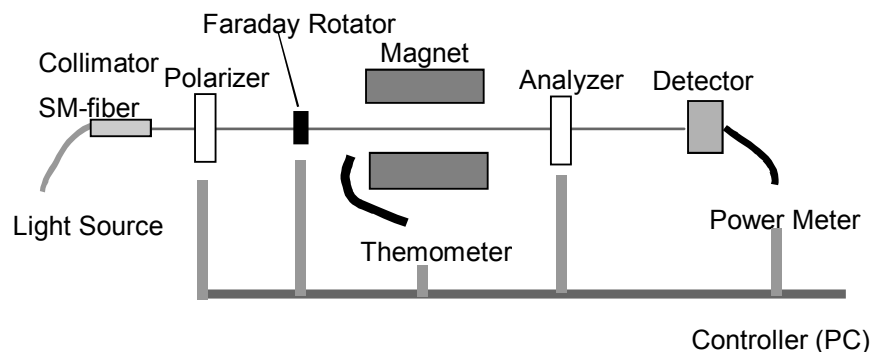 Faraday Rotator
Collimator
Polarizer
Magnet
Analyzer
Detector
SM-fiber
Light Source
Themometer
Power Meter
Controller (PC)